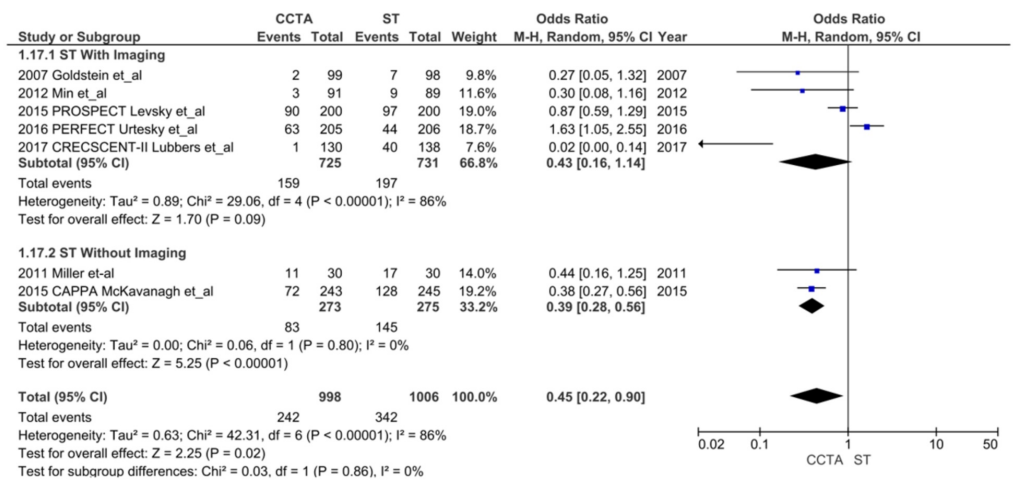 CCTA ST Odds Ratio Odds Ratio
Study or Subgroup Events Total Events Total Weight M-H, Random, 95% CI Year M-H, Random, 95% CI
1.17.1 ST With Imaging
2007 Goldstein et_al 2 99 7 98 9.8% 0.27 [0.05, 1.32] 2007
2012 Min et_al 3 91 9 89 11.6% 0.30 [0.08, 1.16] 2012
2015 PROSPECT Levsky et_al 90 200 97 200 19.0% 0.87 [0.59, 1.29] 2015
2016 PERFECT Urtesky et_al 63 205 44 206 18.7% 1.63 [1.05, 2.55] 2016
2017 CRECSCENT-II Lubbers et_al 1 130 40 138 7.6% 0.02 [0.00, 0.14] 2017
Subtotal (95% CI) 725 731 66.8% 0.43 [0.16, 1.14]
Total events 159 197
Heterogeneity: Tau² = 0.89; Chi² = 29.06, df = 4 (P < 0.00001); I² = 86%
Test for overall effect: Z = 1.70 (P = 0.09)
1.17.2 ST Without Imaging
2011 Miller et-al 11 30 17 30 14.0% 0.44 [0.16, 1.25] 2011
2015 CAPPA McKavanagh et_al 72 243 128 245 19.2% 0.38 [0.27, 0.56] 2015
Subtotal (95% CI) 273 275 33.2% 0.39 [0.28, 0.56]
Total events 83 145
Heterogeneity: Tau² = 0.00; Chi² = 0.06, df = 1 (P = 0.80); I² = 0%
Test for overall effect: Z = 5.25 (P < 0.00001)
Total (95% CI) 998 1006 100.0% 0.45 [0.22, 0.90]
Total events 242 342
Heterogeneity: Tau² = 0.63; Chi² = 42.31, df = 6 (P < 0.00001); I² = 86%
Test for overall effect: Z = 2.25 (P = 0.02)
Test for subgroup differences: Chi² = 0.03, df = 1 (P = 0.86), I² = 0%
0.02 0.1 1 10 50
CCTA ST